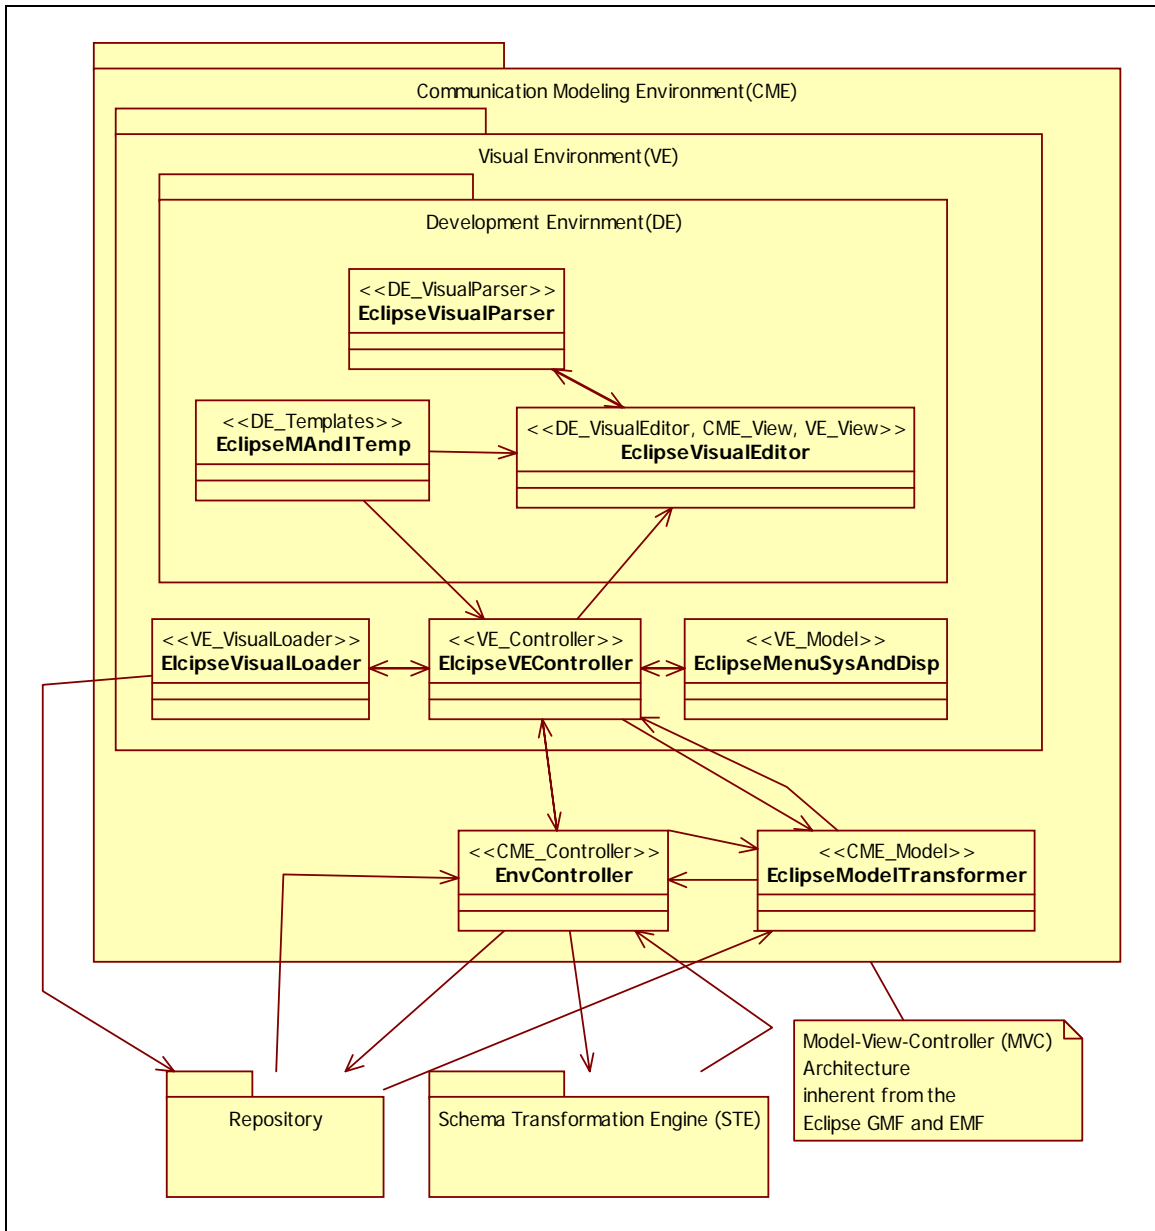 Communication Modeling Environment(CME)
Visual Environment(VE)
Development Envirnment(DE)
<<DE_VisualParser>>
EclipseVisualParser
<<DE_Templates>>
EclipseMAndITemp
<<DE_VisualEditor, CME_View, VE_View>>
EclipseVisualEditor
<<VE_VisualLoader>>
ElcipseVisualLoader
<<VE_Controller>>
ElcipseVEController
<<VE_Model>>
EclipseMenuSysAndDisp
<<CME_Controller>>
EnvController
<<CME_Model>>
EclipseModelTransformer
Repository
Schema Transformation Engine (STE)
Model-View-Controller (MVC)
Architecture
inherent from the
Eclipse GMF and EMF